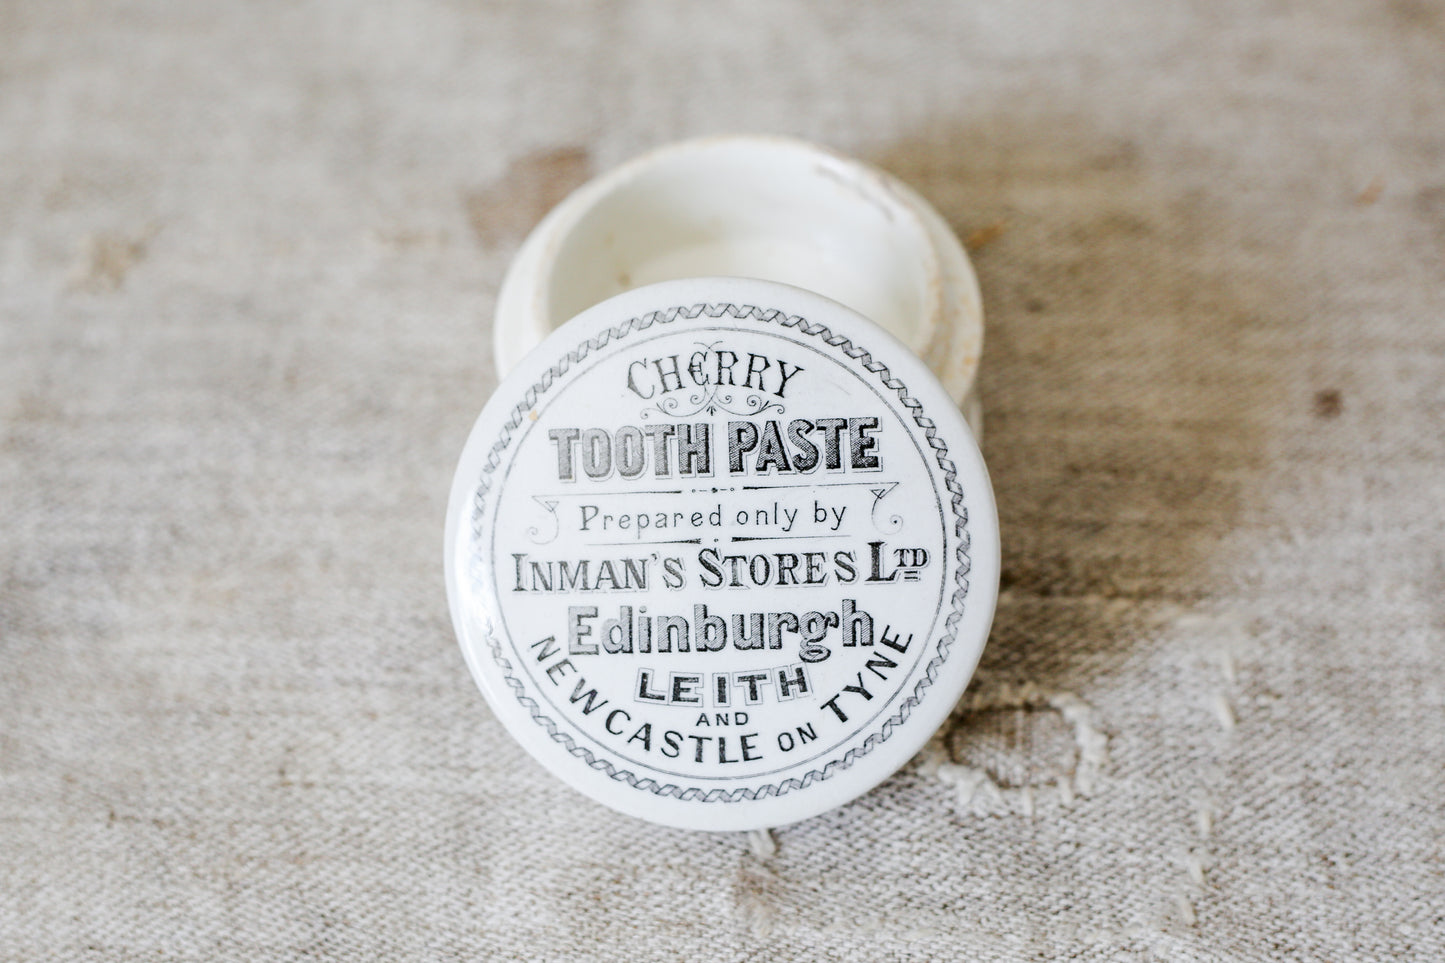 CHERRY
TOOTH PASTE
Prepared only by
INMAN'S STORES LTD
Edinburgh
LEITH
AND
NEWCASTLE ON TYNE